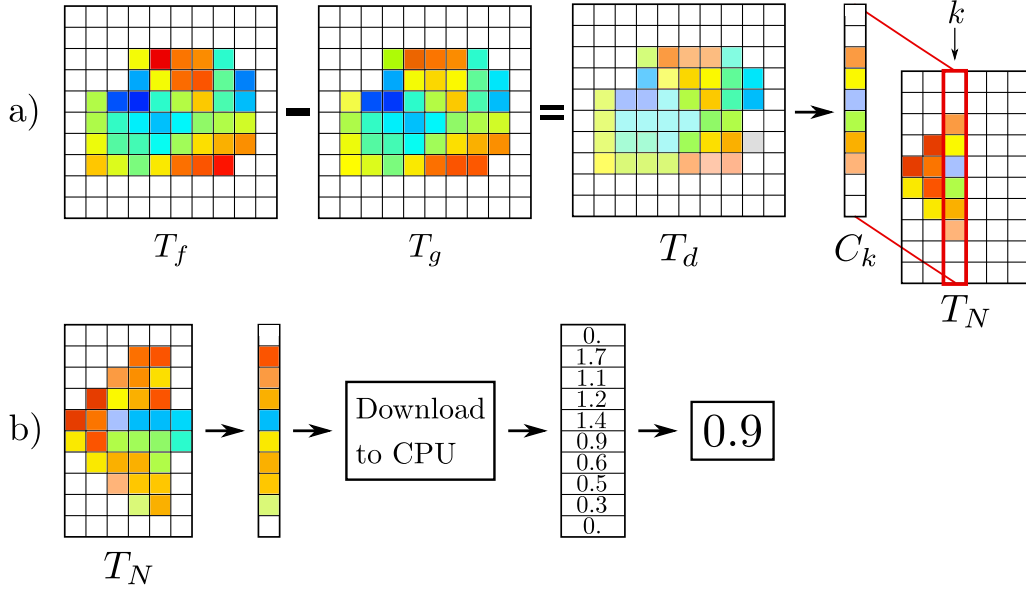 a)
−
=
k
T_f
T_g
T_d
C_k
T_N
b)
Download
to CPU
0.
1.7
1.1
1.2
1.4
0.9
0.6
0.5
0.3
0.
0.9
T_N